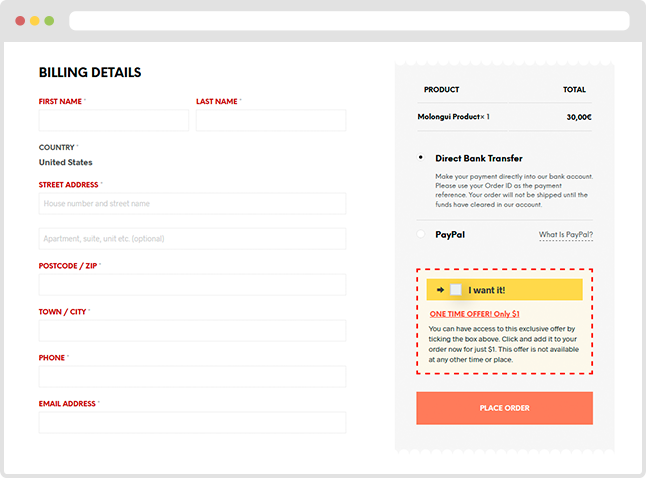 BILLING DETAILS
FIRST NAME *
LAST NAME *
COUNTRY *
United States
STREET ADDRESS *
House number and street name
Apartment, suite, unit etc. (optional)
POSTCODE / ZIP *
TOWN / CITY *
PHONE *
EMAIL ADDRESS *
PRODUCT TOTAL
Molongui Product× 1 30,00€
Direct Bank Transfer
Make your payment directly into our bank account.
Please use your Order ID as the payment
reference. Your order will not be shipped until the
funds have cleared in our account.
PayPal What Is PayPal?
I want it!
ONE TIME OFFER! Only $1
You can have access to this exclusive offer by
ticking the box above. Click and add it to your
order now for just $1. This offer is not available
at any other time or place.
PLACE ORDER